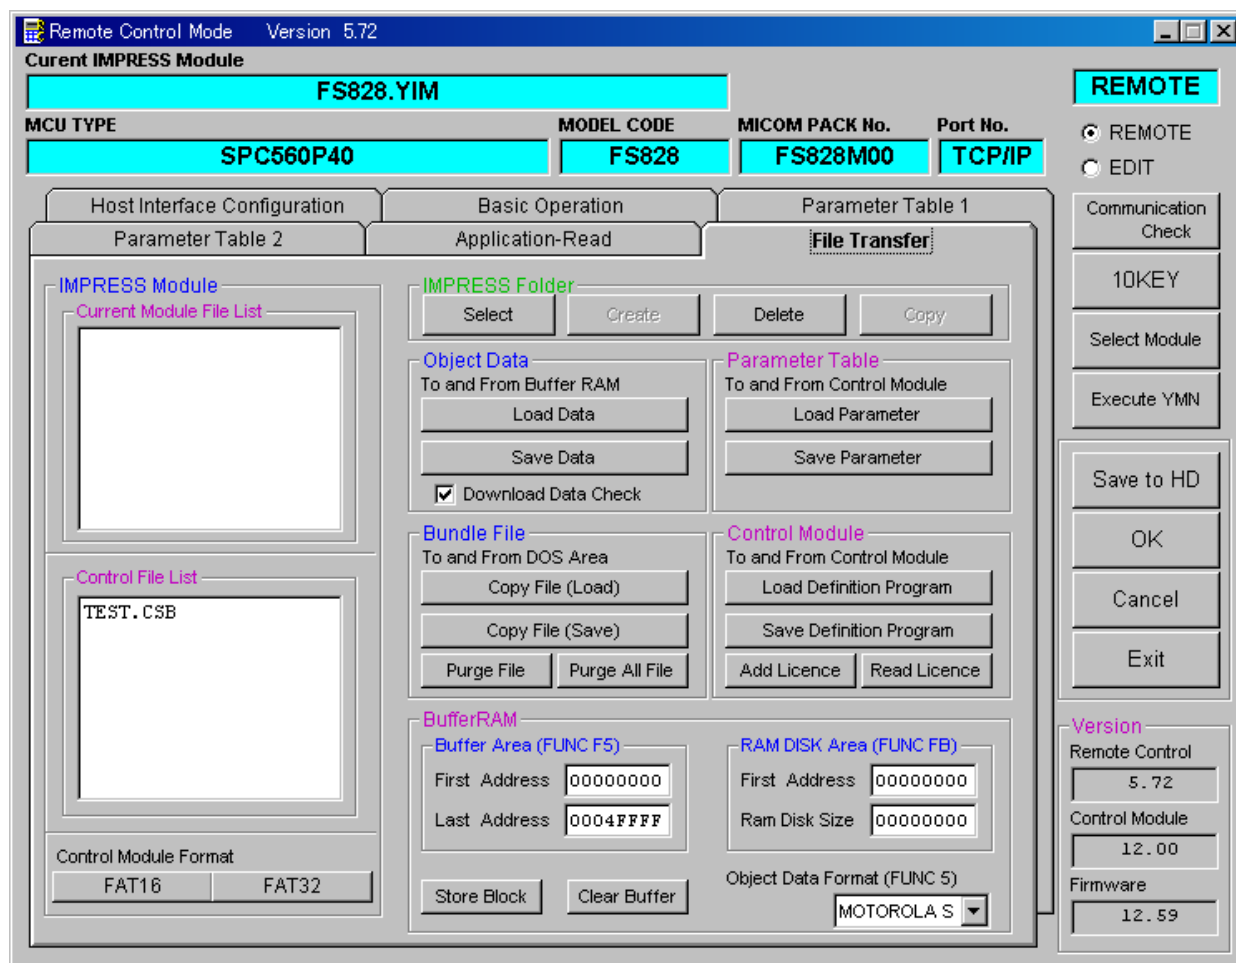 Remote Control Mode Version 5.72
Curent IMPRESS Module
FS828.YIM
REMOTE
MCU TYPE MODEL CODE MICOM PACK No. Port No.
SPC560P40 FS828 FS828M00 TCP/IP
REMOTE
EDIT
Host Interface Configuration Basic Operation Parameter Table 1
Parameter Table 2 Application-Read File Transfer
Communication
Check
10KEY
Select Module
Execute YMN
Save to HD
OK
Cancel
Exit
IMPRESS Module
Current Module File List
Control File List
TEST.CSB
Control Module Format
FAT16 FAT32
IMPRESS Folder
Select Create Delete Copy
Object Data
To and From Buffer RAM
Load Data
Save Data
Download Data Check
Parameter Table
To and From Control Module
Load Parameter
Save Parameter
Bundle File
To and From DOS Area
Copy File (Load)
Copy File (Save)
Purge File Purge All File
Control Module
To and From Control Module
Load Definition Program
Save Definition Program
Add Licence Read Licence
BufferRAM
Buffer Area (FUNC F5)
First Address 00000000
Last Address 0004FFFF
RAM DISK Area (FUNC FB)
First Address 00000000
Ram Disk Size 00000000
Store Block Clear Buffer
Object Data Format (FUNC 5)
MOTOROLA S
Version
Remote Control
5.72
Control Module
12.00
Firmware
12.59